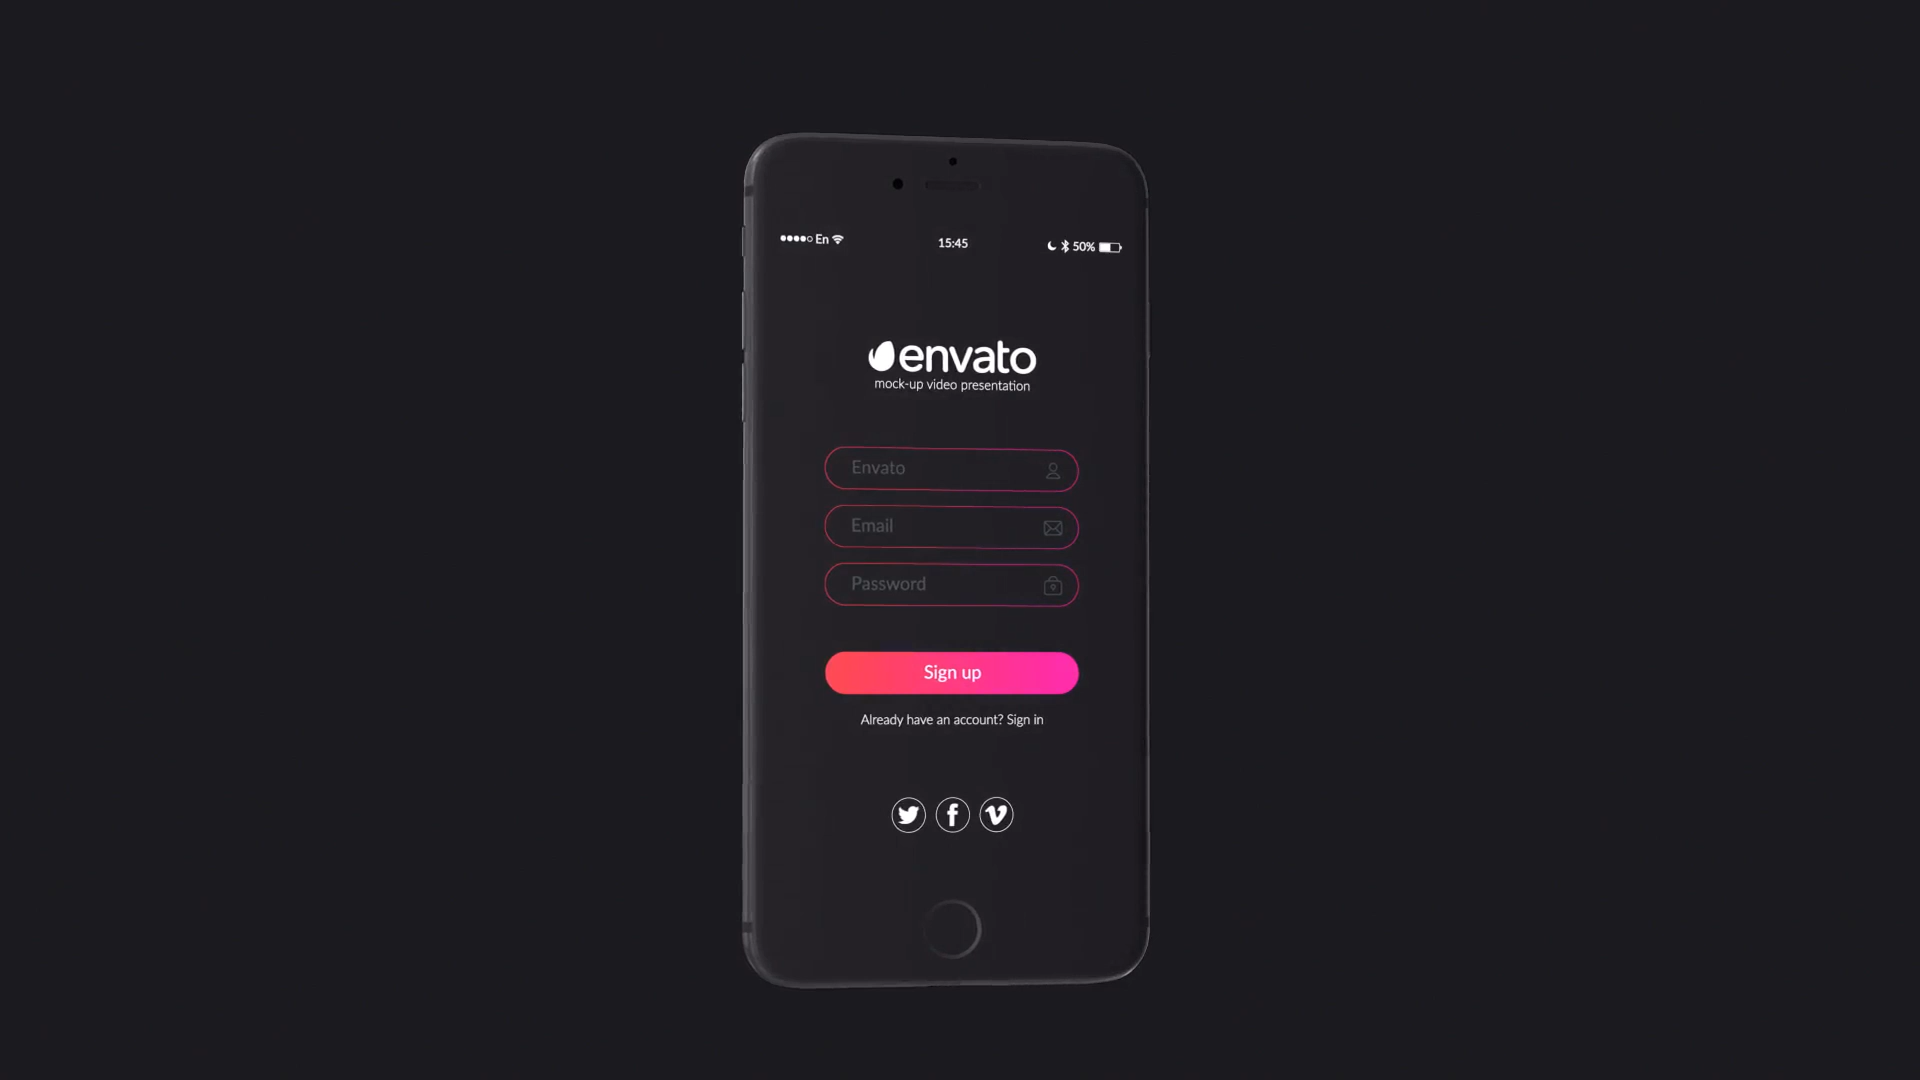 En 15:45 50%
envato
mock-up video presentation
Envato
Email
Password
Sign up
Already have an account? Sign in